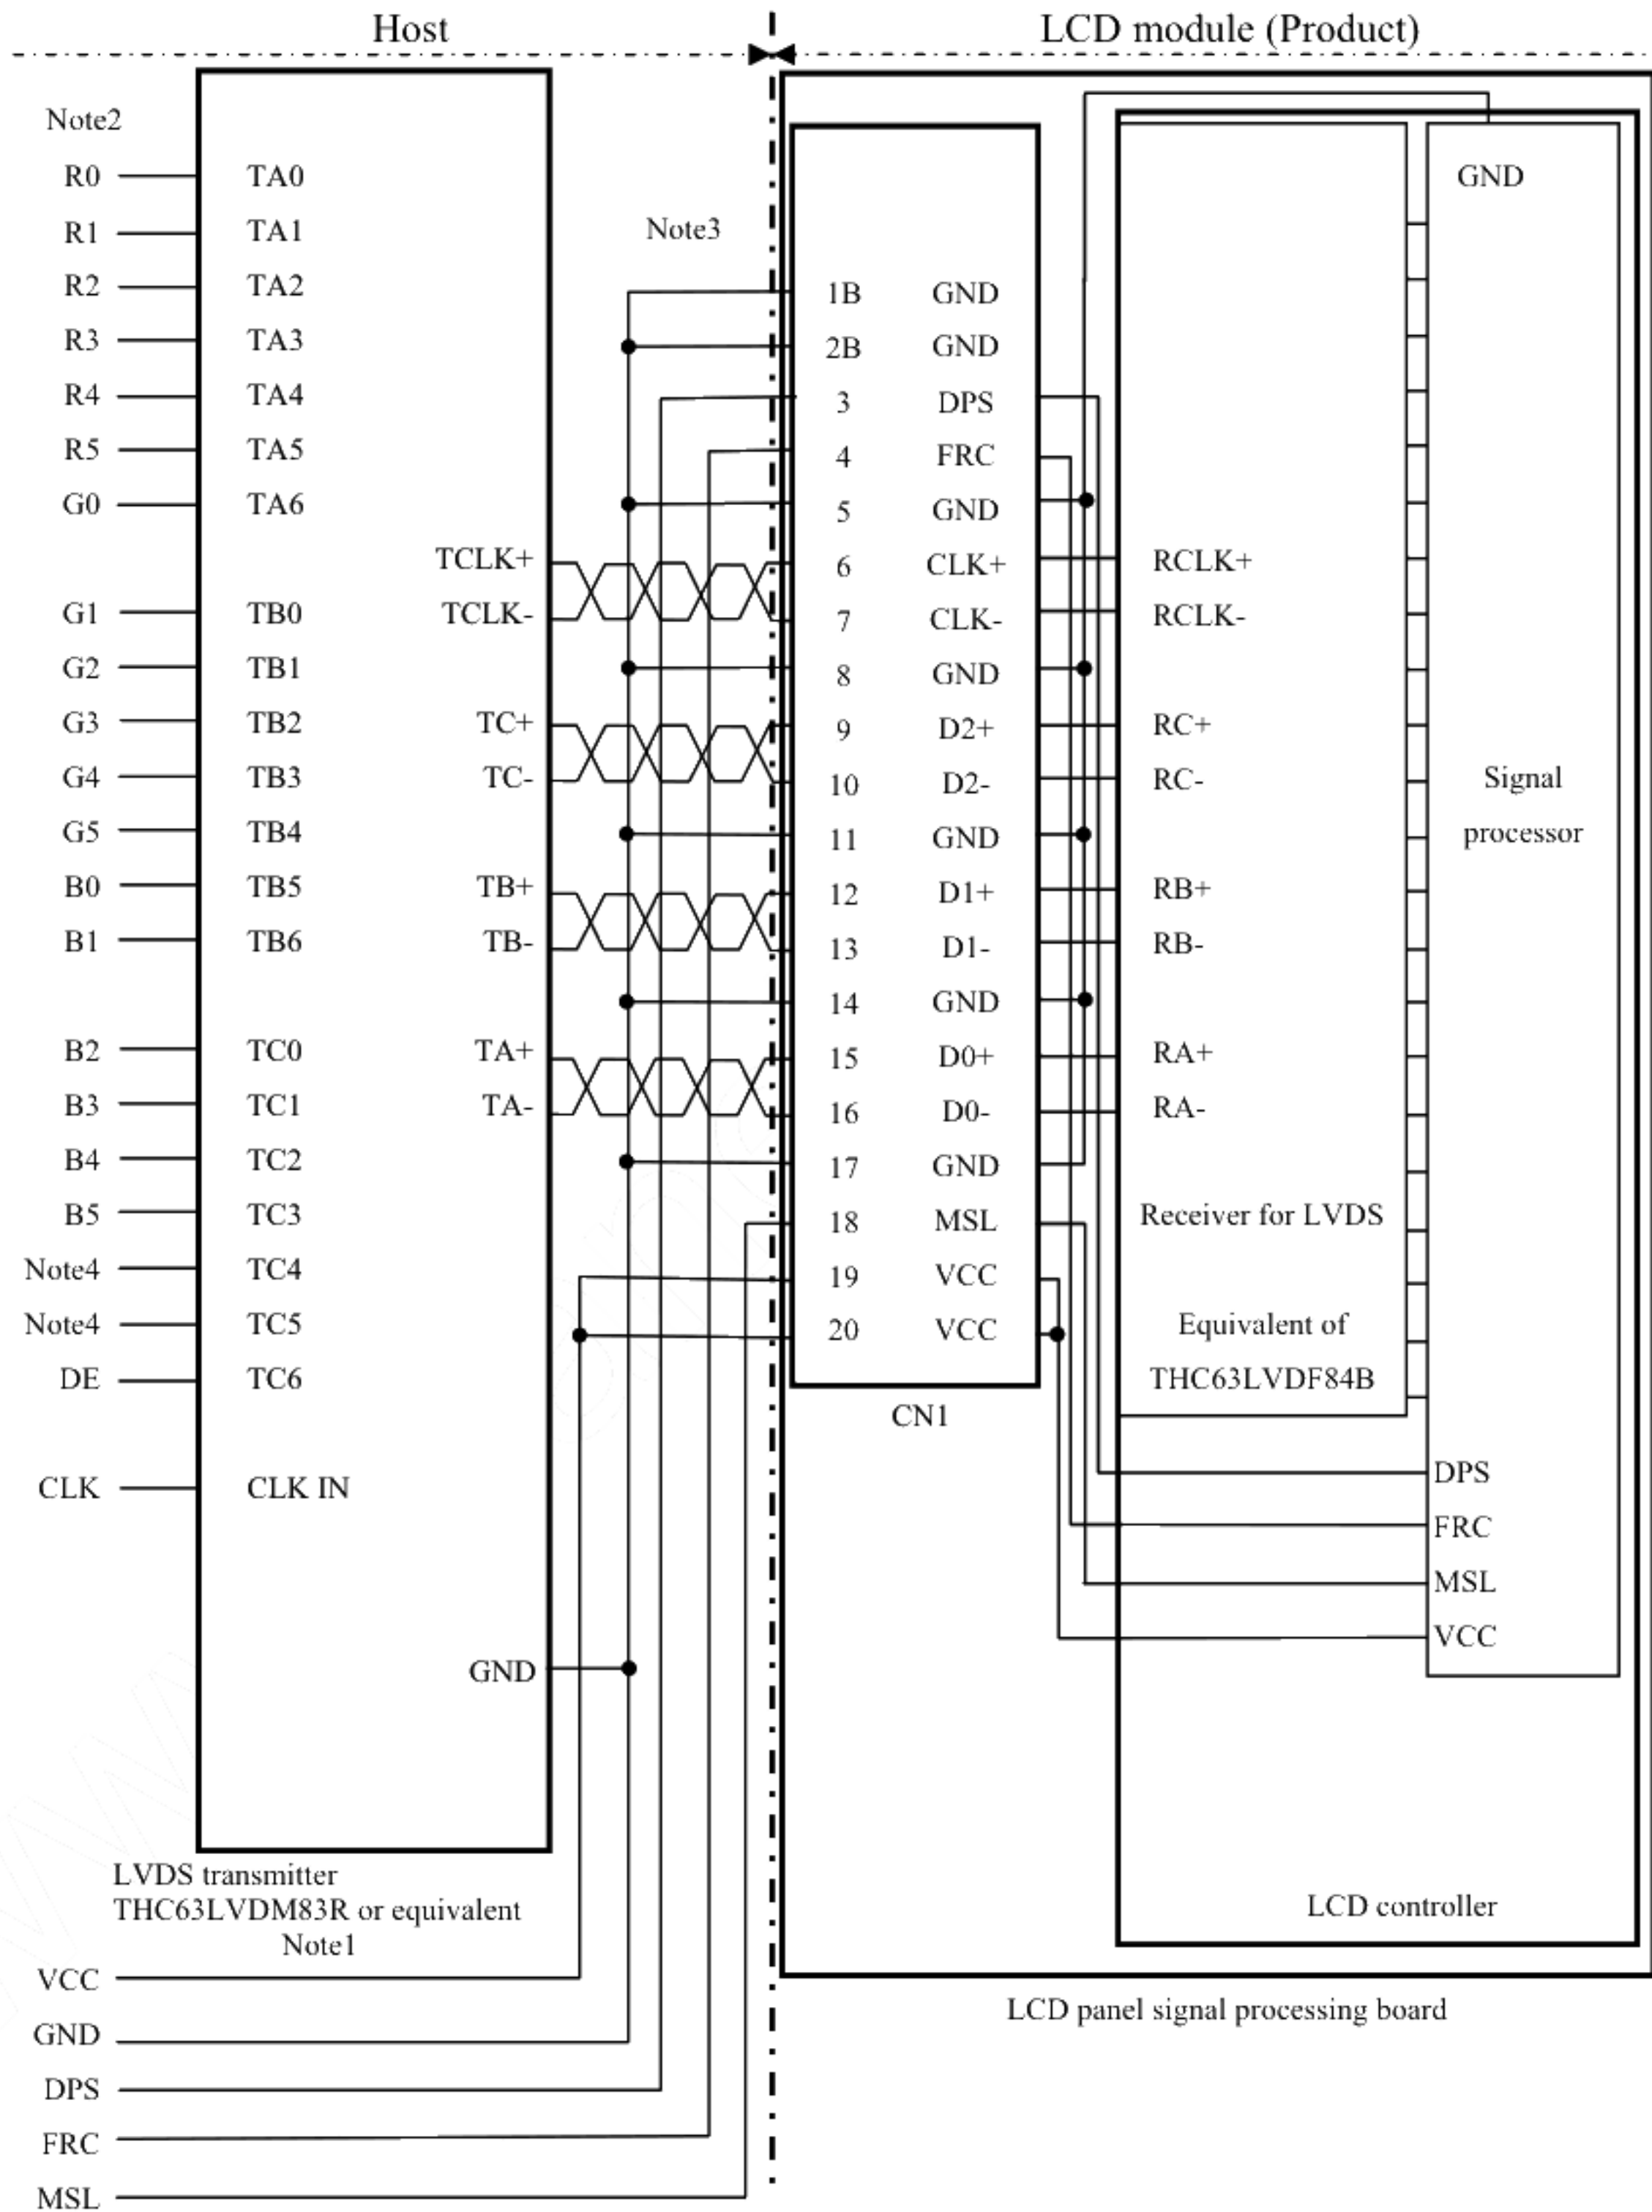 Host
LCD module (Product)
Note2
R0 TA0
R1 TA1
R2 TA2
R3 TA3
R4 TA4
R5 TA5
G0 TA6
TCLK+
G1 TB0 TCLK-
G2 TB1
G3 TB2 TC+
G4 TB3 TC-
G5 TB4
B0 TB5 TB+
B1 TB6 TB-
B2 TC0 TA+
B3 TC1 TA-
B4 TC2
B5 TC3
Note4 TC4
Note4 TC5
DE TC6
CLK CLK IN
GND
LVDS transmitter
THC63LVDM83R or equivalent
Note1
VCC
GND
DPS
FRC
MSL
Note3
1B GND
2B GND
3 DPS
4 FRC
5 GND
6 CLK+
7 CLK-
8 GND
9 D2+
10 D2-
11 GND
12 D1+
13 D1-
14 GND
15 D0+
16 D0-
17 GND
18 MSL
19 VCC
20 VCC
CN1
RCLK+
RCLK-
RC+
RC-
RB+
RB-
RA+
RA-
Receiver for LVDS
Equivalent of
THC63LVDF84B
GND
Signal
processor
DPS
FRC
MSL
VCC
LCD controller
LCD panel signal processing board